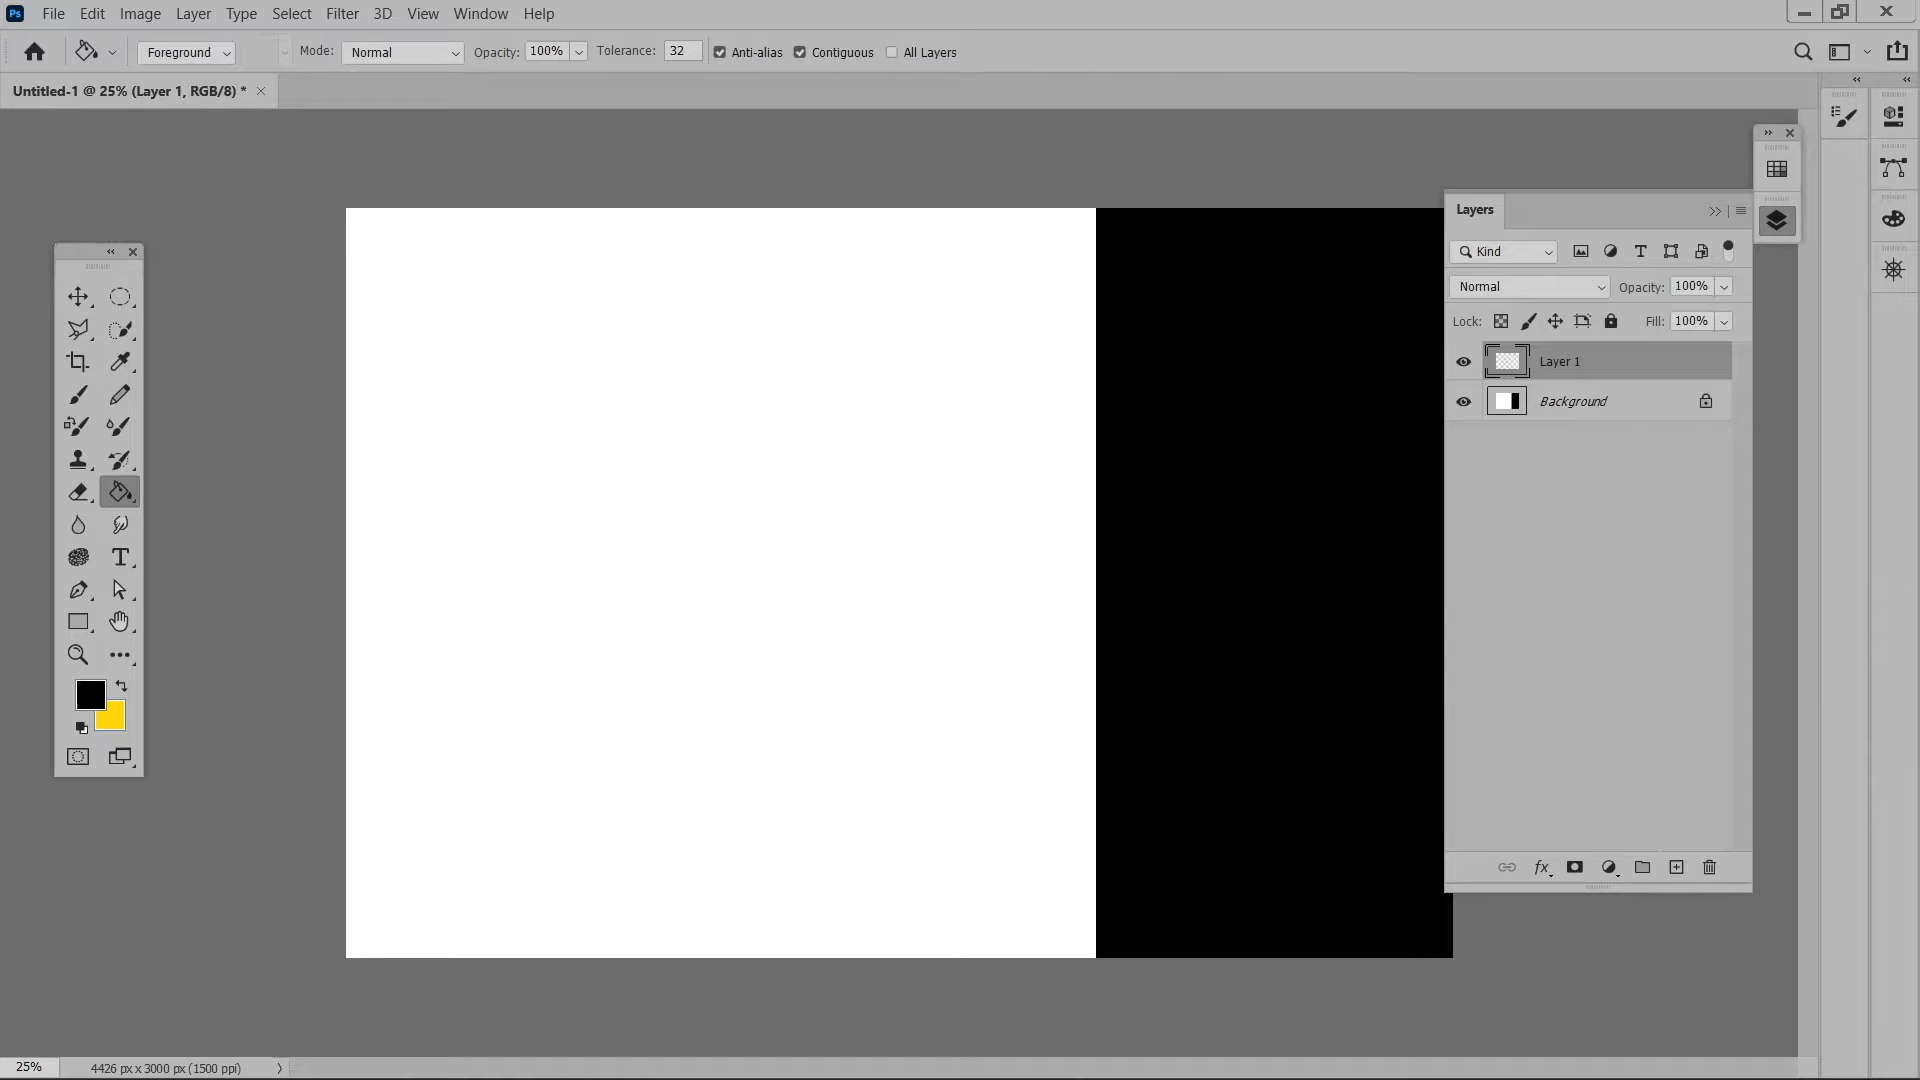 Ps File Edit Image Layer Type Select Filter 3D View Window Help
Foreground Mode: Normal Opacity: 100% Tolerance: 32 Anti-alias Contiguous All Layers
Untitled-1 @ 25% (Layer 1, RGB/8) *
Layers
Kind
Normal Opacity: 100%
Lock: Fill: 100%
Layer 1
Background
fx
25% 4426 px x 3000 px (1500 ppi)